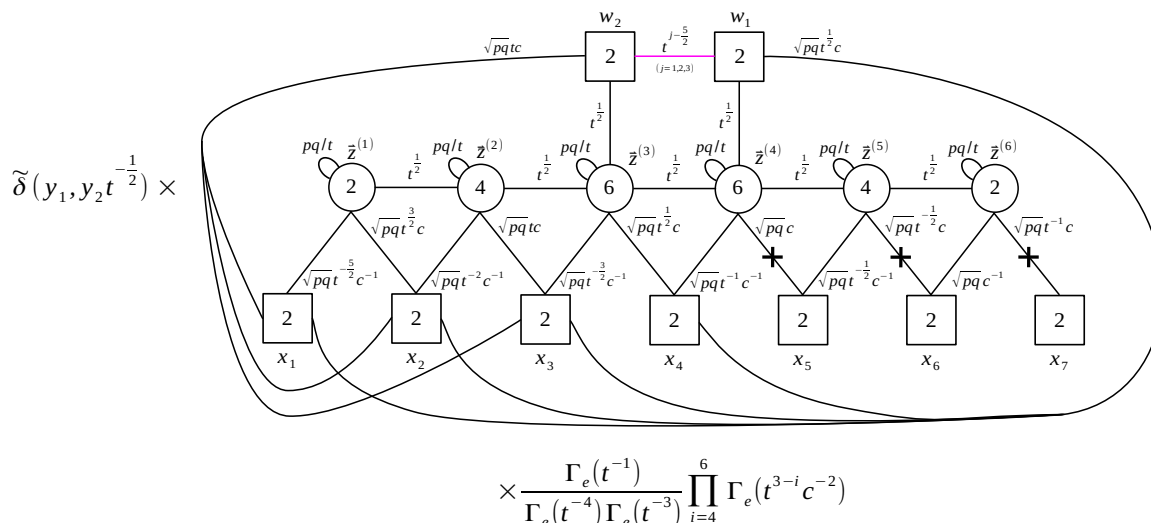 w₂ w₁
√pq tc 2 t^{j-5/2} 2 √pq t^{1/2} c
(j=1,2,3)
t^{1/2} t^{1/2}
pq/t z⃗^{(1)} pq/t z⃗^{(2)} pq/t z⃗^{(3)} pq/t z⃗^{(4)} pq/t z⃗^{(5)} pq/t z⃗^{(6)}
δ̃(y₁, y₂ t^{-1/2}) × 2 t^{1/2} 4 t^{1/2} 6 t^{1/2} 6 t^{1/2} 4 t^{1/2} 2
√pq t^{3/2} c √pq tc √pq t^{1/2} c √pq c √pq t^{-1/2} c √pq t^{-1} c
√pq t^{-5/2} c^{-1} √pq t^{-2} c^{-1} √pq t^{-3/2} c^{-1} √pq t^{-1} c^{-1} √pq t^{-1/2} c^{-1} √pq c^{-1}
2 2 2 2 2 2 2
x₁ x₂ x₃ x₄ x₅ x₆ x₇
× Γₑ(t^{-1}) / Γₑ(t^{-4}) Γₑ(t^{-3}) ∏_{i=4}^{6} Γₑ(t^{3-i} c^{-2})